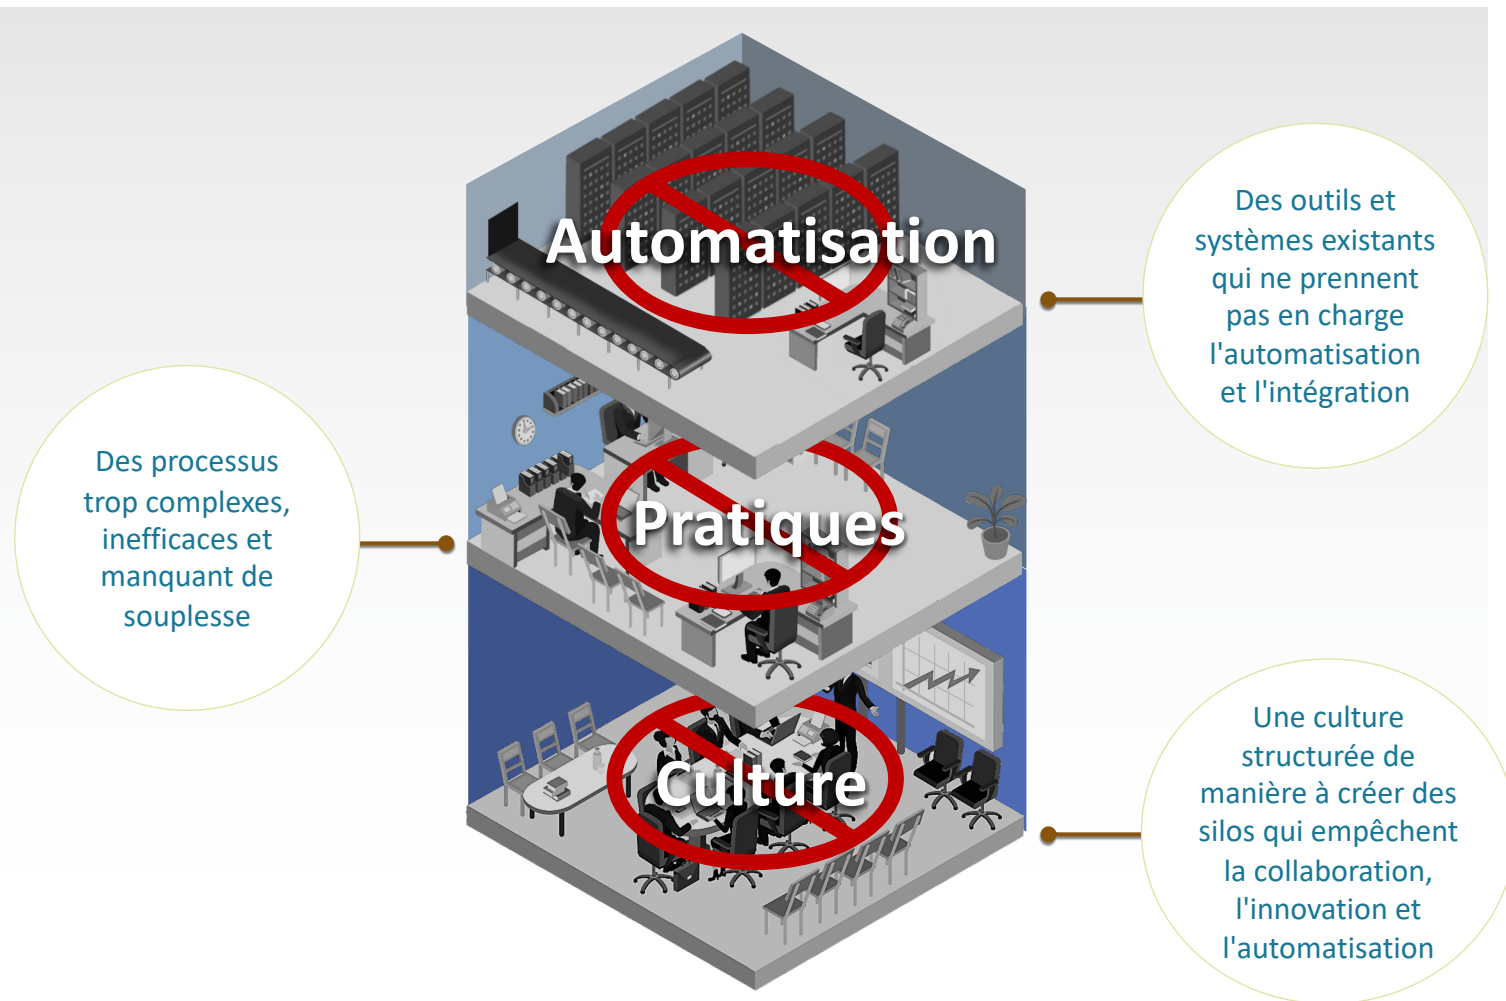 Automatisation
Des outils et
systèmes existants
qui ne prennent
pas en charge
l'automatisation
et l'intégration
Des processus
trop complexes,
inefficaces et
manquant de
souplesse
Pratiques
Culture
Une culture
structurée de
manière à créer des
silos qui empêchent
la collaboration,
l'innovation et
l'automatisation